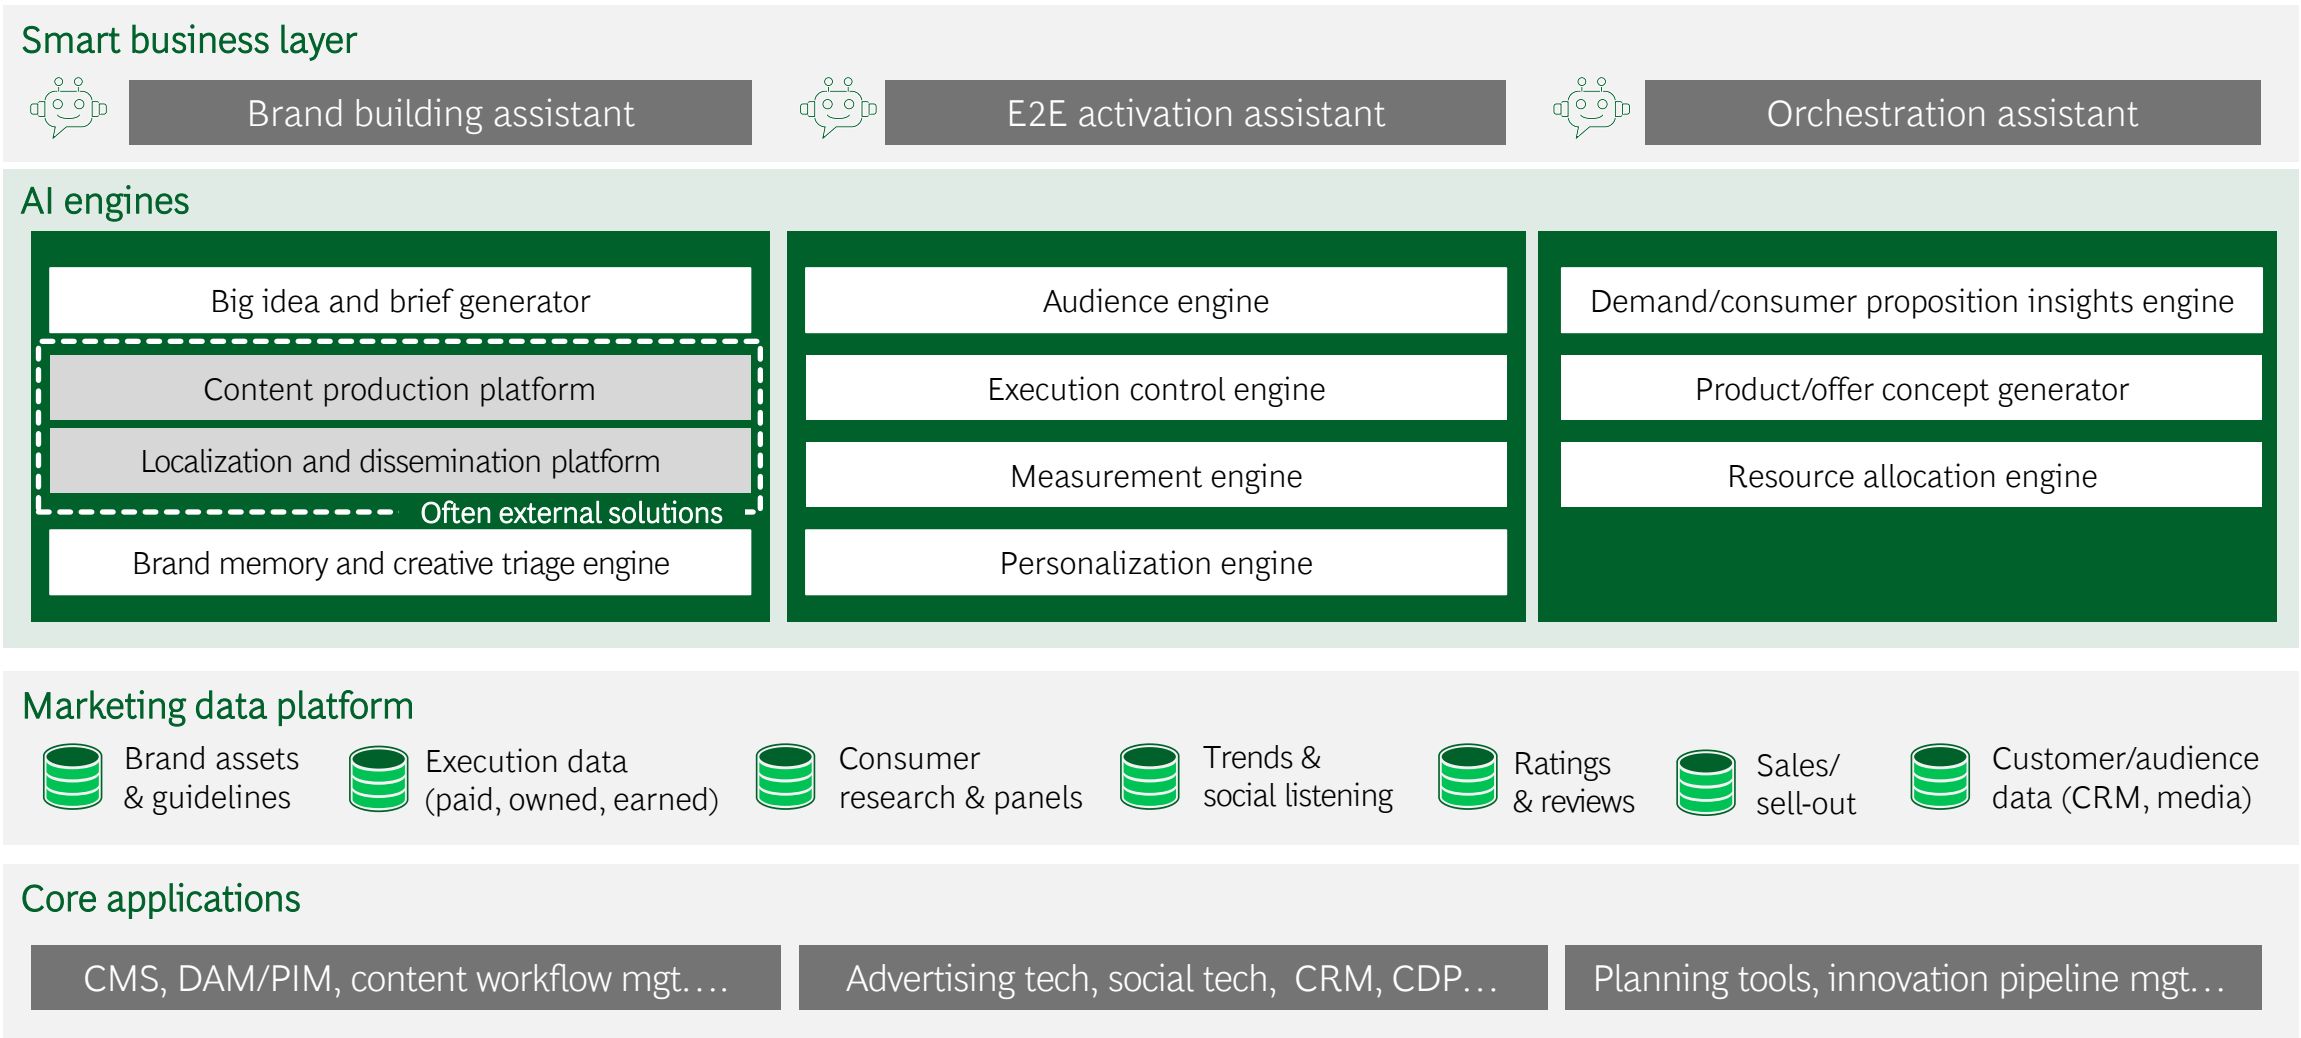 Smart business layer
Brand building assistant
E2E activation assistant
Orchestration assistant
AI engines
Big idea and brief generator
Content production platform
Localization and dissemination platform
Often external solutions
Brand memory and creative triage engine
Audience engine
Execution control engine
Measurement engine
Personalization engine
Demand/consumer proposition insights engine
Product/offer concept generator
Resource allocation engine
Marketing data platform
Brand assets
& guidelines
Execution data
(paid, owned, earned)
Consumer
research & panels
Trends &
social listening
Ratings
& reviews
Sales/
sell-out
Customer/audience
data (CRM, media)
Core applications
CMS, DAM/PIM, content workflow mgt....
Advertising tech, social tech,  CRM, CDP...
Planning tools, innovation pipeline mgt...